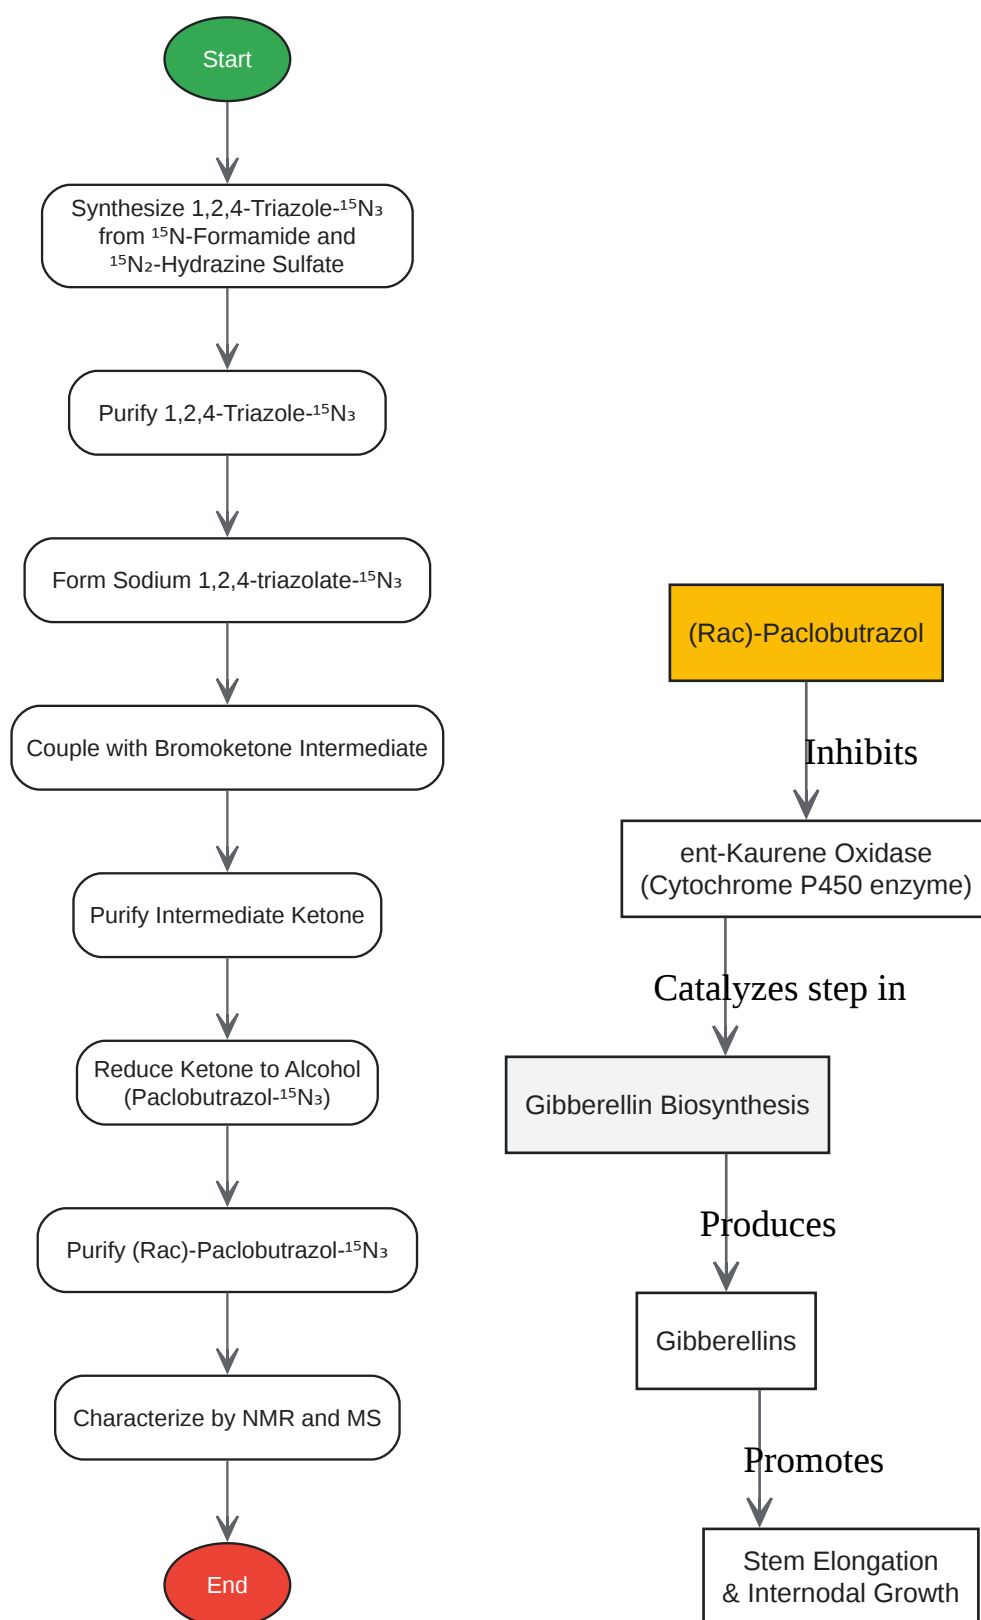 Start
Synthesize 1,2,4-Triazole-¹⁵N₃
from ¹⁵N-Formamide and
¹⁵N₂-Hydrazine Sulfate
Purify 1,2,4-Triazole-¹⁵N₃
Form Sodium 1,2,4-triazolate-¹⁵N₃
Couple with Bromoketone Intermediate
Purify Intermediate Ketone
Reduce Ketone to Alcohol
(Paclobutrazol-¹⁵N₃)
Purify (Rac)-Paclobutrazol-¹⁵N₃
Characterize by NMR and MS
End
(Rac)-Paclobutrazol
Inhibits
ent-Kaurene Oxidase
(Cytochrome P450 enzyme)
Catalyzes step in
Gibberellin Biosynthesis
Produces
Gibberellins
Promotes
Stem Elongation
& Internodal Growth